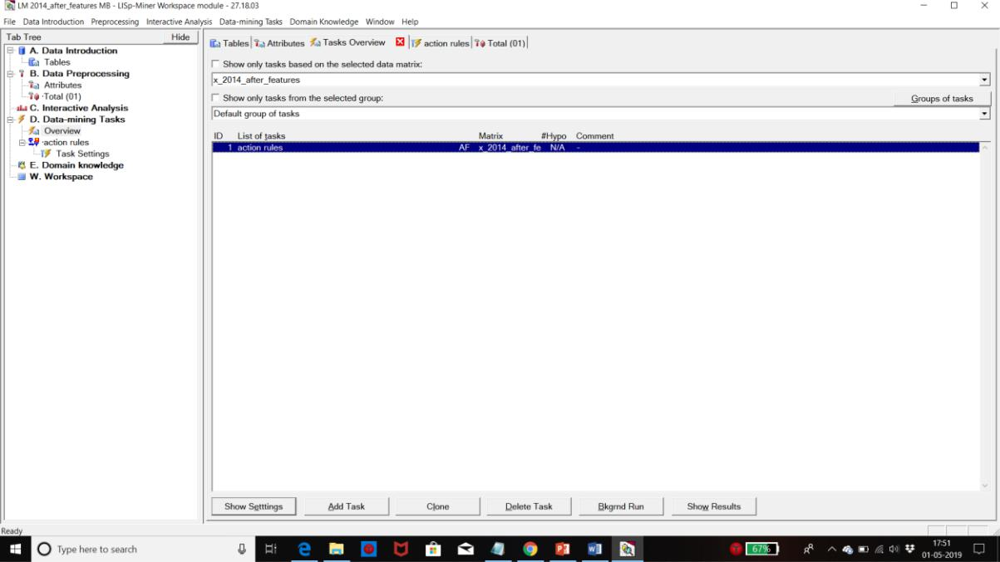 LM 2014_after_features MB - LISp-Miner Workspace module - 27.18.03
File Data Introduction Preprocessing Interactive Analysis Data-mining Tasks Domain Knowledge Window Help
Tab Tree
Hide
A. Data Introduction
Tables
B. Data Preprocessing
Attributes
·Total (01)
C. Interactive Analysis
D. Data-mining Tasks
Overview
·action rules
Task Settings
E. Domain knowledge
W. Workspace
Tables Attributes Tasks Overview action rules Total (01)
Show only tasks based on the selected data matrix:
x_2014_after_features
Show only tasks from the selected group:
Groups of tasks
Default group of tasks
ID List of tasks Matrix #Hypo Comment
1 action rules AF x_2014_after_fe N/A -
Show Setttings Add Task Clone Delete Task Bkgrnd Run Show Results
Ready
Type here to search
67%
17:51
01-05-2019